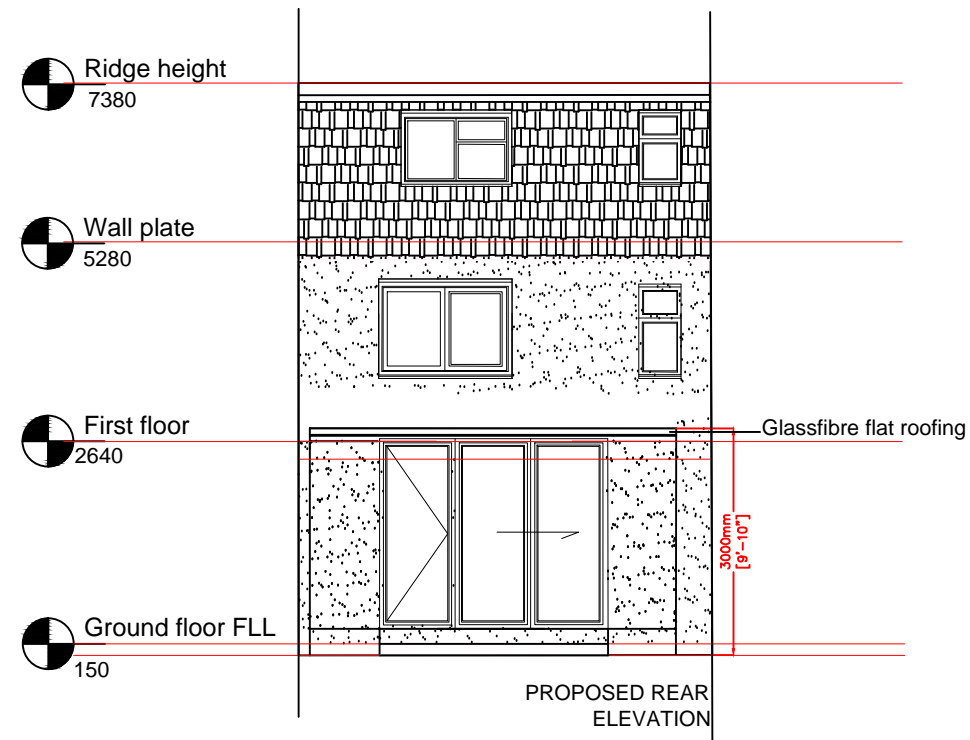 Ridge height
7380
Wall plate
5280
First floor
2640
Glassfibre flat roofing
3000mm
[9'-10"]
Ground floor FLL
150
PROPOSED REAR
ELEVATION